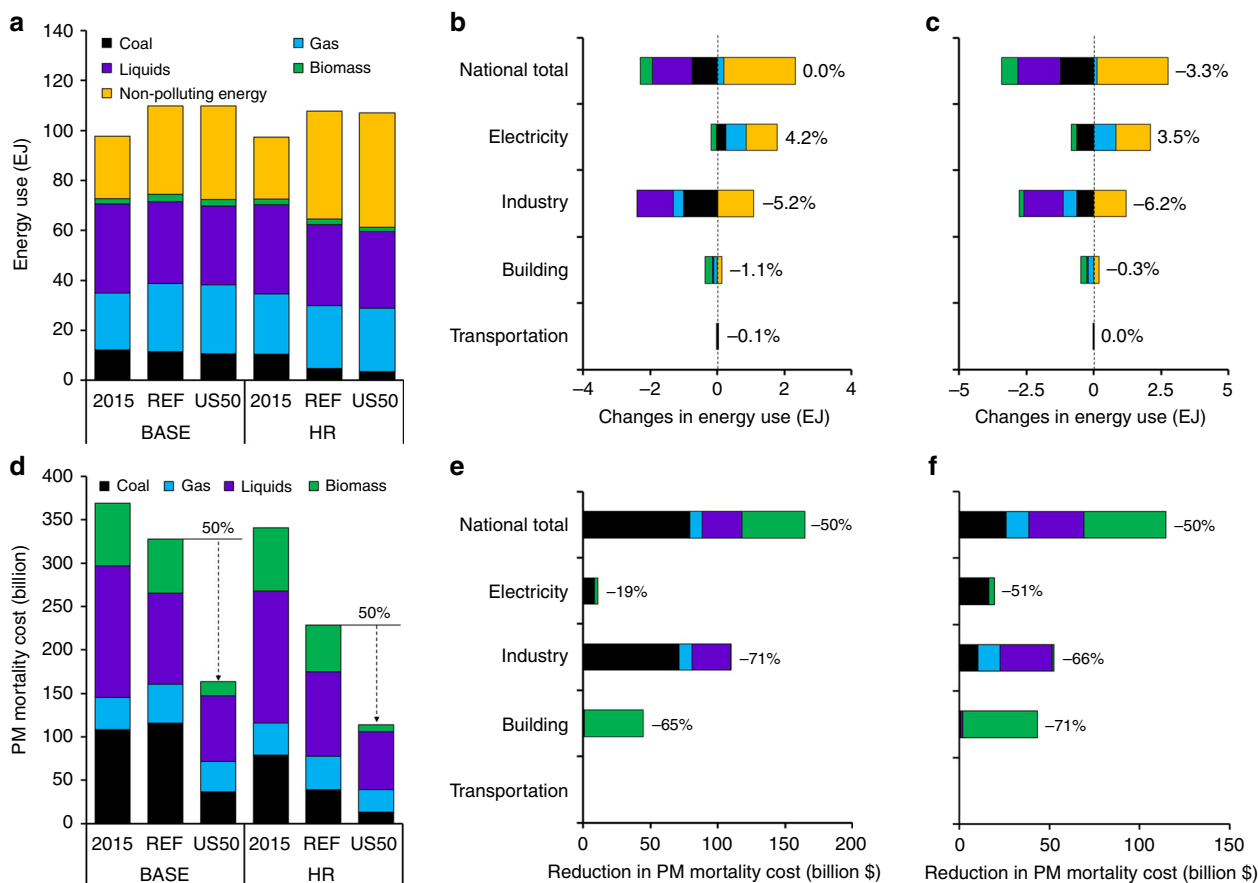 a
140
120
100
80
60
40
20
0
Energy use (EJ)
Coal
Gas
Liquids
Biomass
Non-polluting energy
2015 REF US50 2015 REF US50
BASE HR
b
National total
Electricity
Industry
Building
Transportation
0.0%
4.2%
–5.2%
–1.1%
–0.1%
–4 –2 0 2 4
Changes in energy use (EJ)
c
–3.3%
3.5%
–6.2%
–0.3%
0.0%
–5 –2.5 0 2.5 5
Changes in energy use (EJ)
d
400
350
300
250
200
150
100
50
0
PM mortality cost (billion)
Coal Gas Liquids Biomass
50%
50%
2015 REF US50 2015 REF US50
BASE HR
e
National total
Electricity
Industry
Building
Transportation
–50%
–19%
–71%
–65%
0 50 100 150 200
Reduction in PM mortality cost (billion $)
f
–50%
–51%
–66%
–71%
0 50 100 150
Reduction in PM mortality cost (billion $)